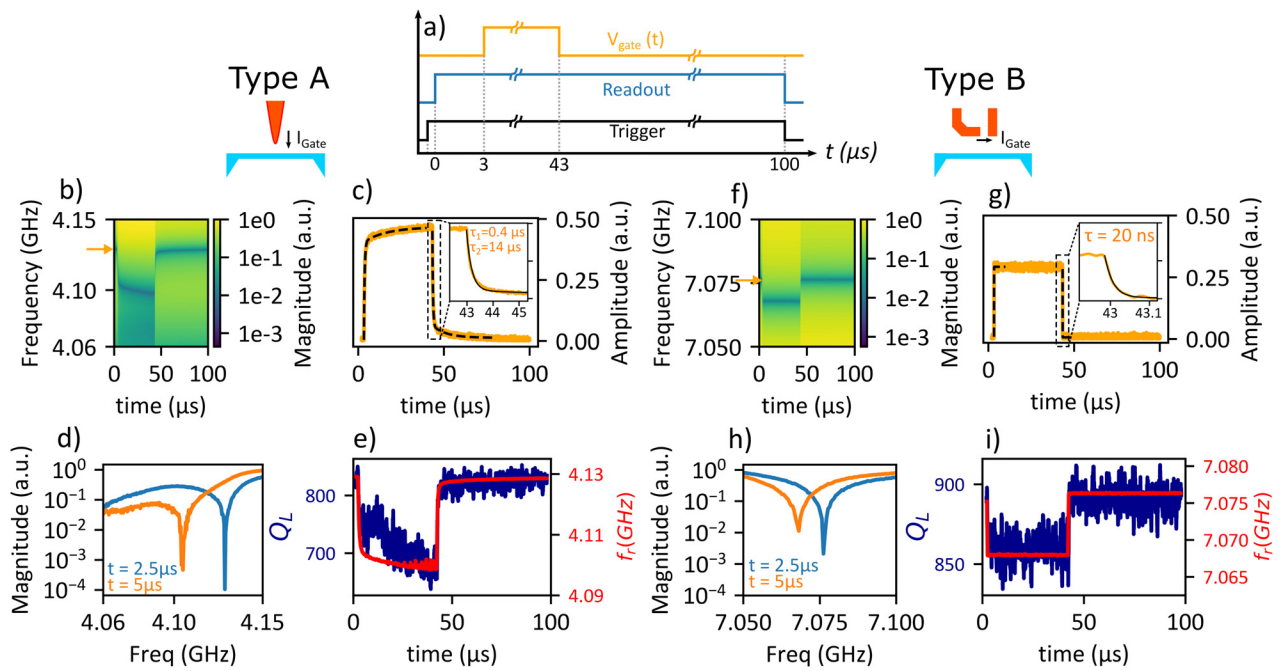 a)
V_gate (t)
Readout
Trigger
0
3
43
100
t (μs)
Type A
I_Gate
Type B
I_Gate
b)
Frequency (GHz)
4.15
4.10
4.06
0
50
100
time (μs)
1e0
1e-1
1e-2
1e-3
Magnitude (a.u.)
c)
τ₁=0.4 μs
τ₂=14 μs
43
44
45
0.50
0.25
0.00
Amplitude (a.u.)
0
50
100
time (μs)
f)
Frequency (GHz)
7.100
7.075
7.050
0
50
100
time (μs)
1e0
1e-1
1e-2
1e-3
Magnitude (a.u.)
g)
τ = 20 ns
43
43.1
0.50
0.25
0.00
Amplitude (a.u.)
0
50
100
time (μs)
d)
Magnitude (a.u.)
10⁰
10⁻¹
10⁻²
10⁻³
10⁻⁴
t = 2.5μs
t = 5μs
4.06
4.10
4.15
Freq (GHz)
e)
Q_L
800
700
4.13
4.11
4.09
f_r(GHz)
0
50
100
time (μs)
h)
Magnitude (a.u.)
10⁰
10⁻¹
10⁻²
10⁻³
10⁻⁴
t = 2.5μs
t = 5μs
7.050
7.075
7.100
Freq (GHz)
i)
Q_L
900
850
7.080
7.075
7.070
7.065
f_r(GHz)
0
50
100
time (μs)